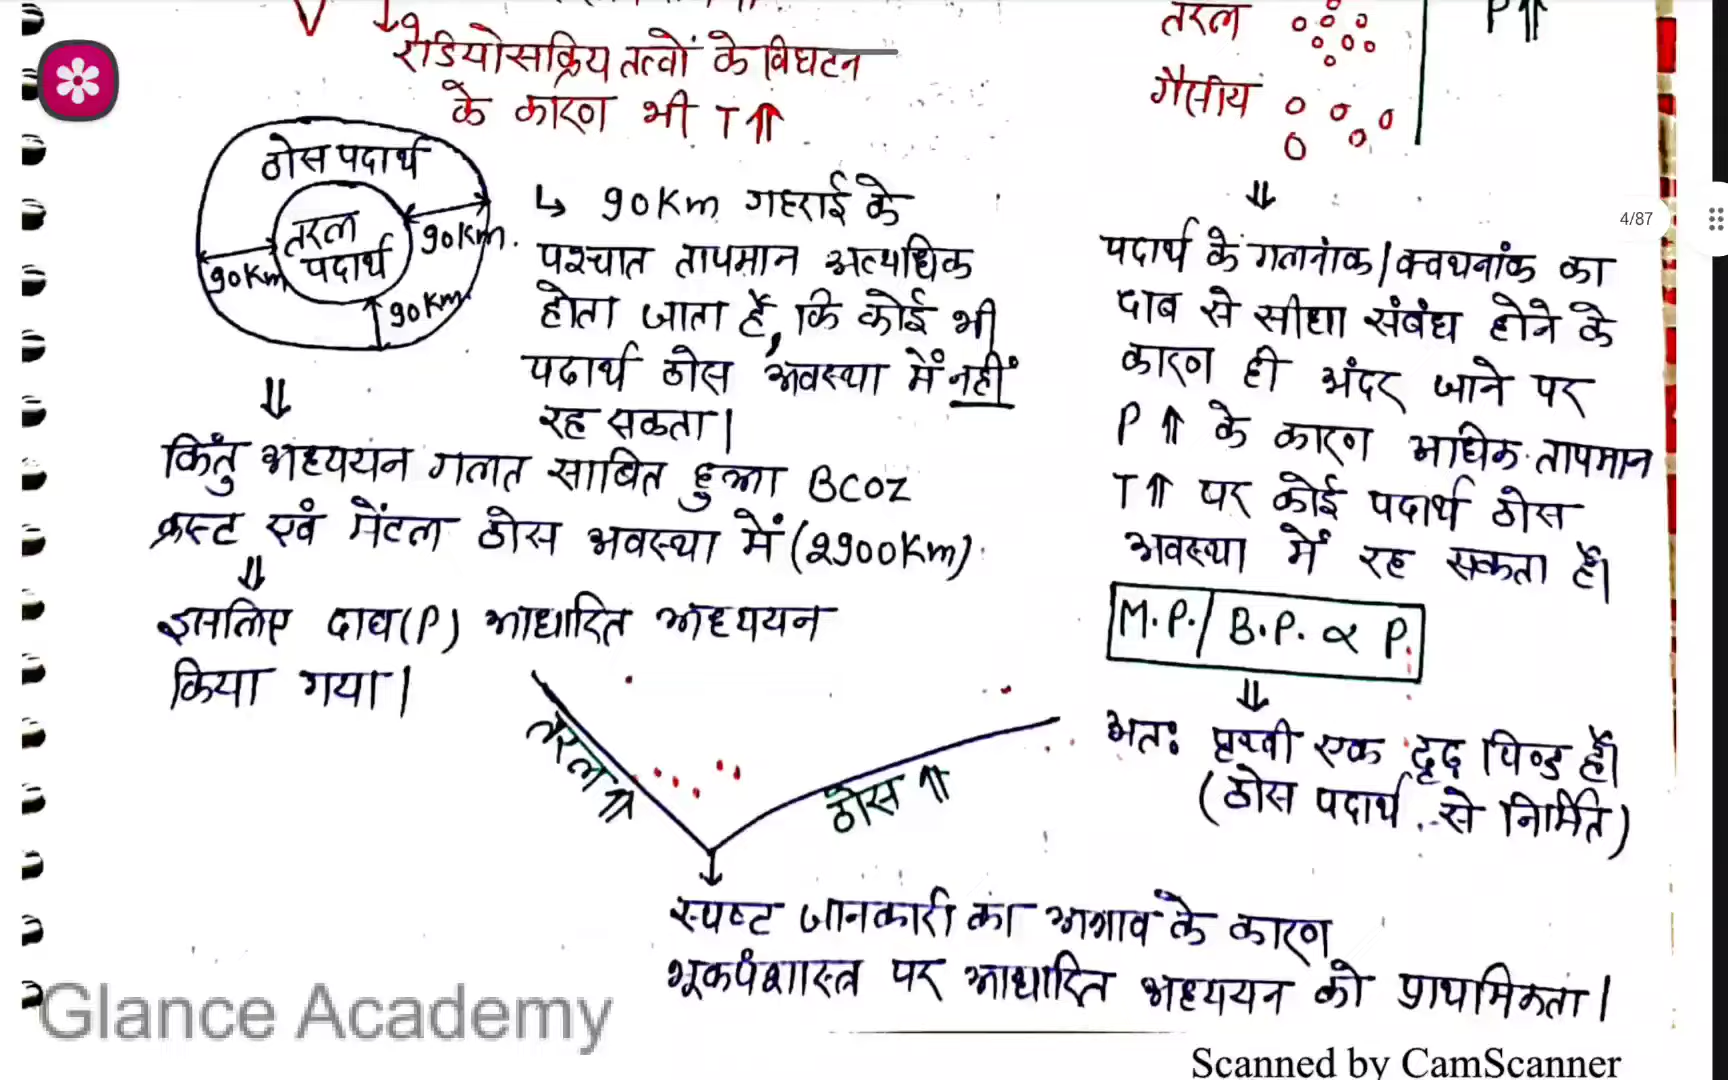 रेडियोसक्रिय तत्वों के विघटन
के कारण भी T⇑
ठोस पदार्थ
तरल
पदार्थ
90Km.
90Km
90Km
↳ 90Km गहराई के
पश्चात तापमान अत्यधिक
होता जाता है, कि कोई भी
पदार्थ ठोस अवस्था में नहीं
रह सकता।
⇓
किंतु अध्ययन गलत साबित हुआ BCOZ
क्रस्ट एवं मेंटल ठोस अवस्था में (2900Km).
⇓
इसलिए दाब(P) आधारित अध्ययन
किया गया।
तरल ⇑
ठोस ⇑
स्पष्ट जानकारी का अभाव के कारण
भूकंपशास्त्र पर आधारित अध्ययन को प्राथमिकता।
तरल
गैसीय
P⇑
⇓
पदार्थ के गलनांक/क्वथनांक का
दाब से सीधा संबंध होने के
कारण ही अंदर जाने पर
P⇑ के कारण अधिक तापमान
T⇑ पर कोई पदार्थ ठोस
अवस्था में रह सकता है।
M.P./B.P. ∝ P.
⇓
अतः पृथ्वी एक दृढ़ पिण्ड है।
(ठोस पदार्थ से निर्मित)
4/87
Glance Academy
Scanned by CamScanner